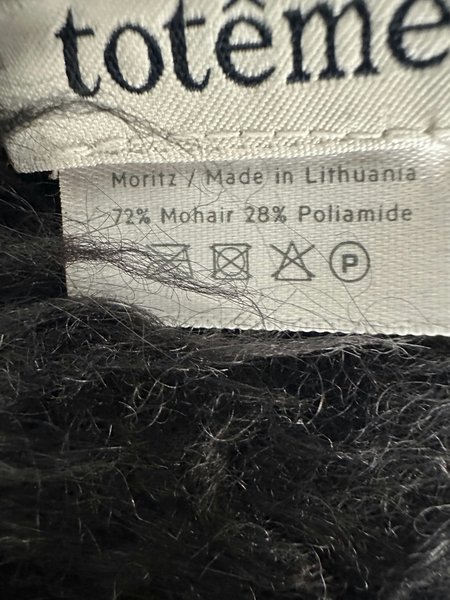 totême
Moritz / Made in Lithuania
72% Mohair 28% Poliamide
P